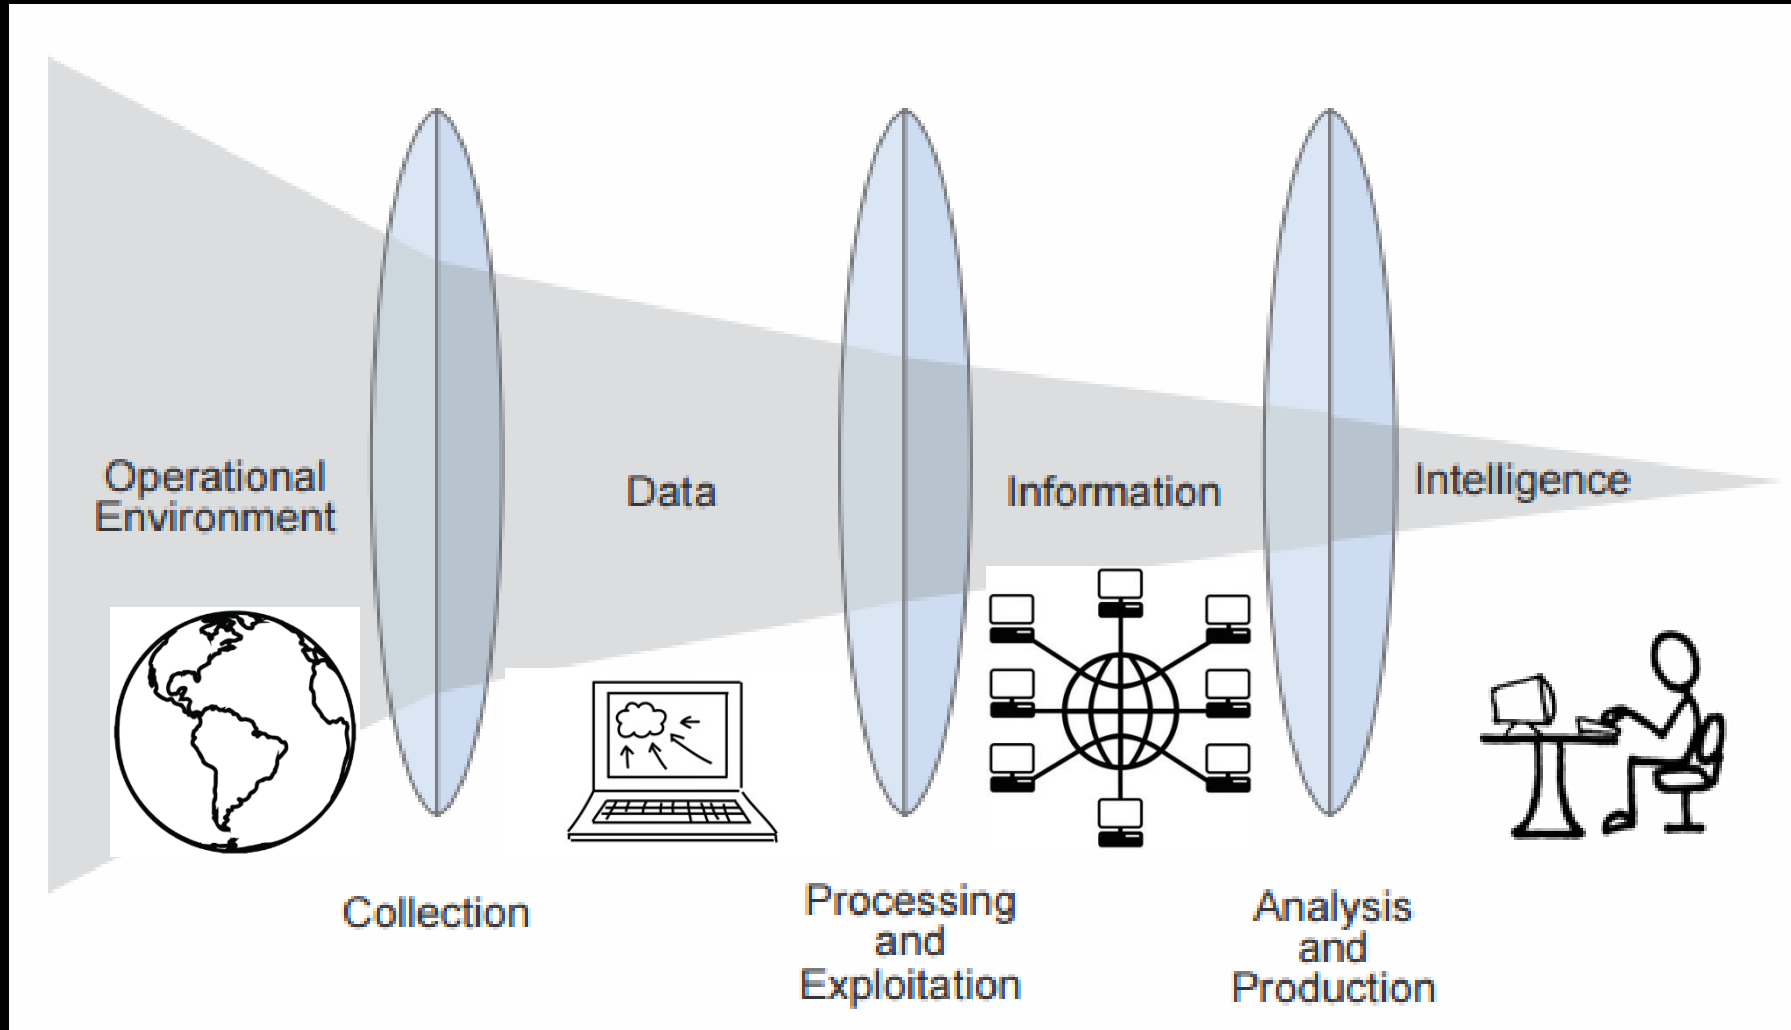 Operational
Environment
Data
Information
Intelligence
Collection
Processing
and
Exploitation
Analysis
and
Production